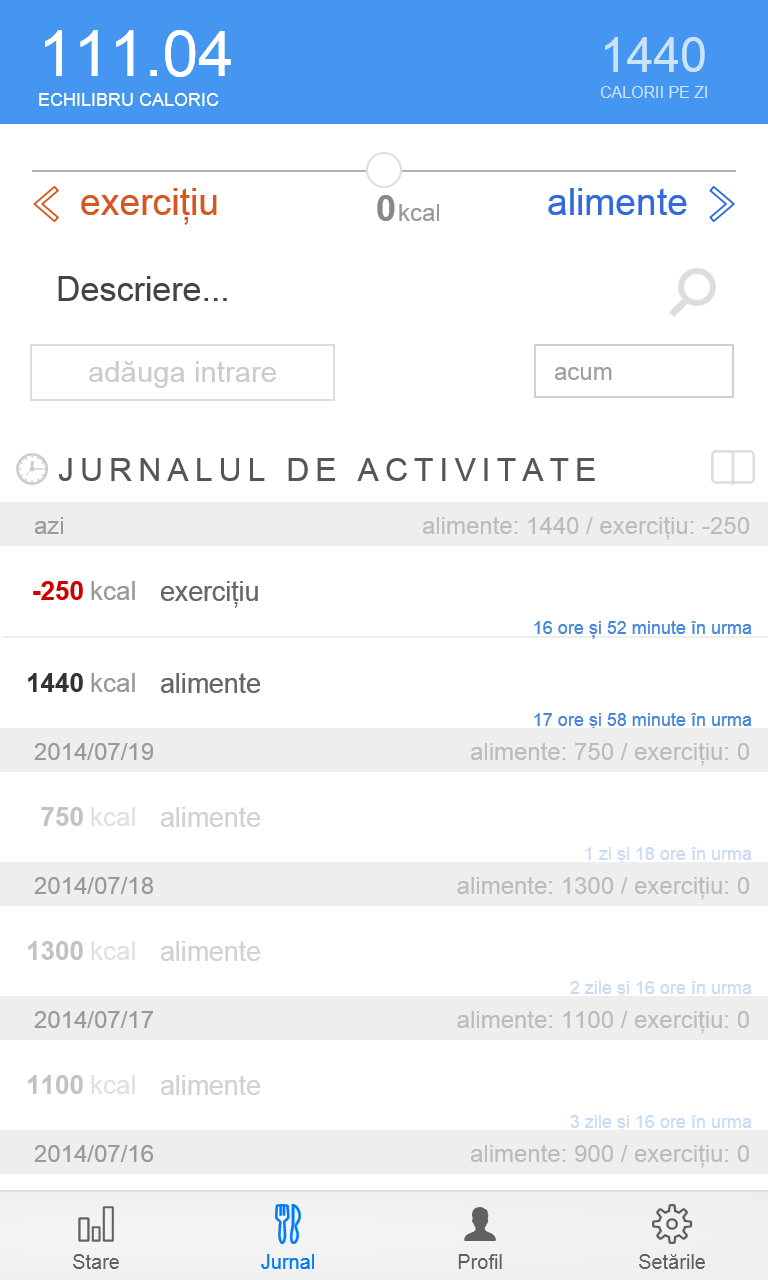 111.04
1440
ECHILIBRU CALORIC
CALORII PE ZI
exercițiu
0 kcal
alimente
Descriere...
adăuga intrare
acum
JURNALUL DE ACTIVITATE
azi
alimente: 1440 / exercițiu: -250
-250 kcal exercițiu
16 ore și 52 minute în urma
1440 kcal alimente
17 ore și 58 minute în urma
2014/07/19
alimente: 750 / exercițiu: 0
750 kcal alimente
1 zi și 18 ore în urma
2014/07/18
alimente: 1300 / exercițiu: 0
1300 kcal alimente
2 zile și 16 ore în urma
2014/07/17
alimente: 1100 / exercițiu: 0
1100 kcal alimente
3 zile și 16 ore în urma
2014/07/16
alimente: 900 / exercițiu: 0
Stare
Jurnal
Profil
Setările